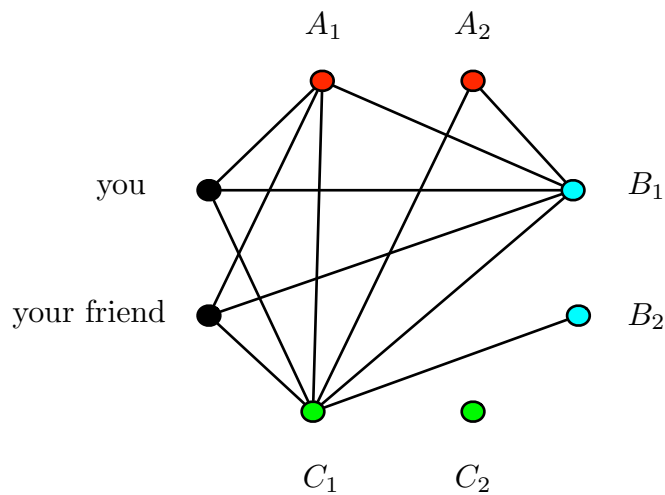 A₁ A₂
you B₁
your friend B₂
C₁ C₂